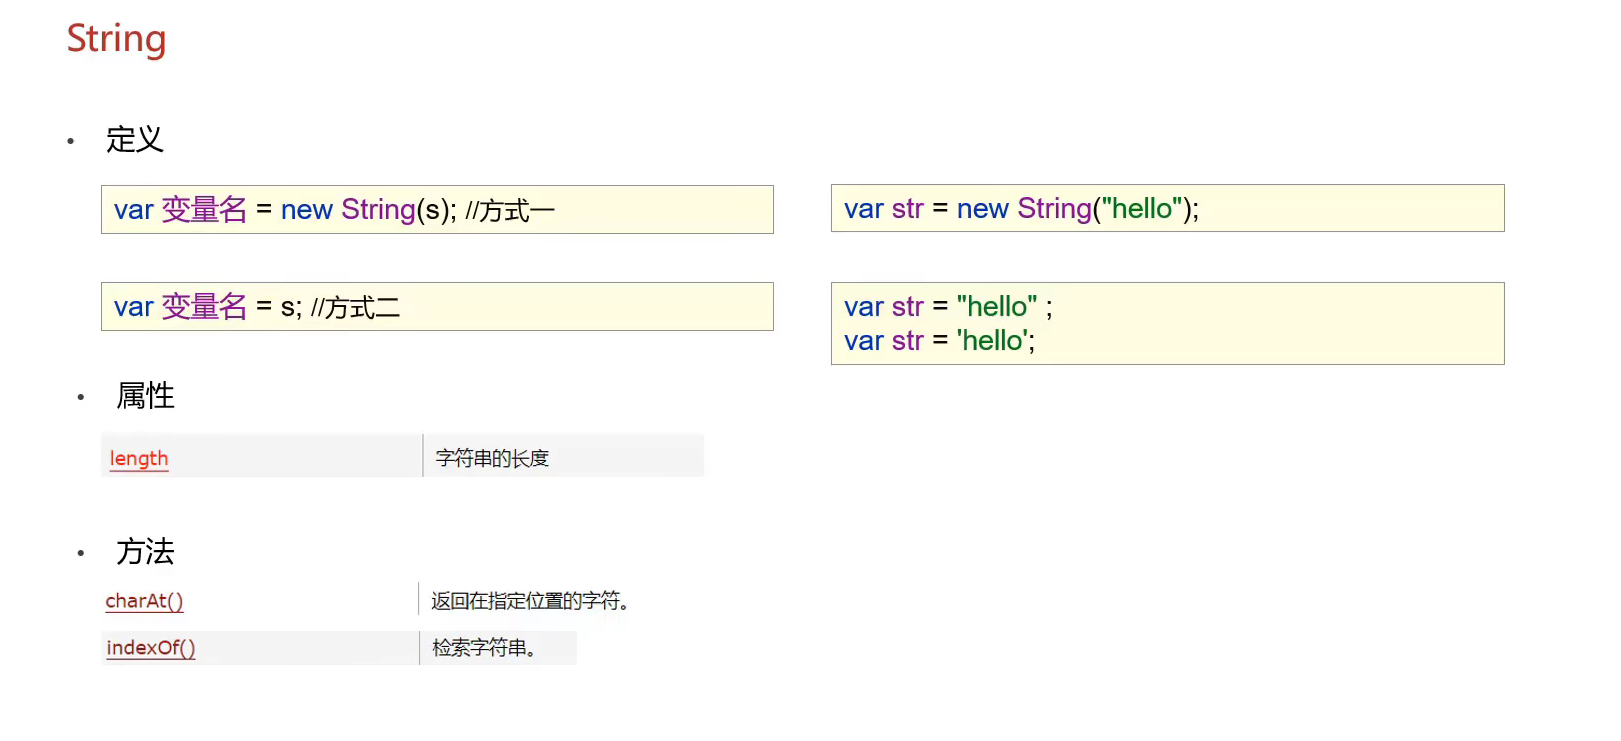 String
• 定义
var 变量名 = new String(s); //方式一
var str = new String("hello");
var 变量名 = s; //方式二
var str = "hello" ;
var str = 'hello';
• 属性
length 字符串的长度
• 方法
charAt() 返回在指定位置的字符。
indexOf() 检索字符串。